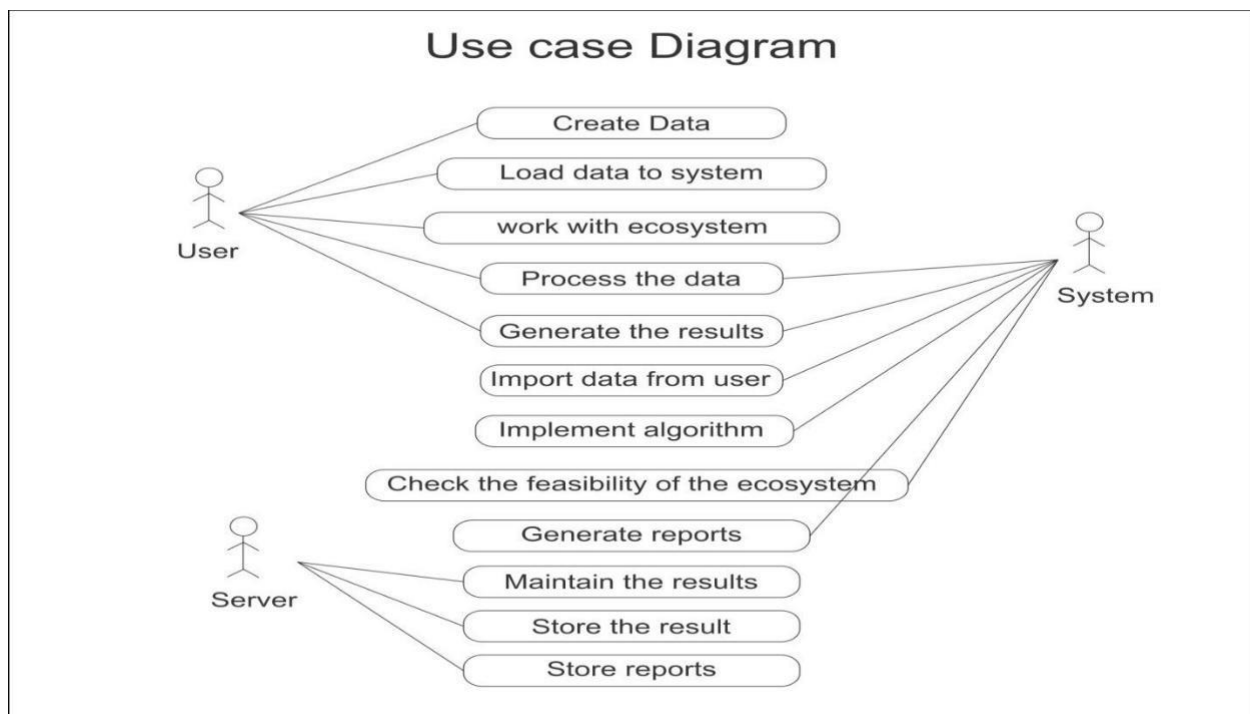 Use case Diagram
Create Data
Load data to system
User
work with ecosystem
Process the data
System
Generate the results
Import data from user
Implement algorithm
Check the feasibility of the ecosystem
Generate reports
Maintain the results
Server
Store the result
Store reports